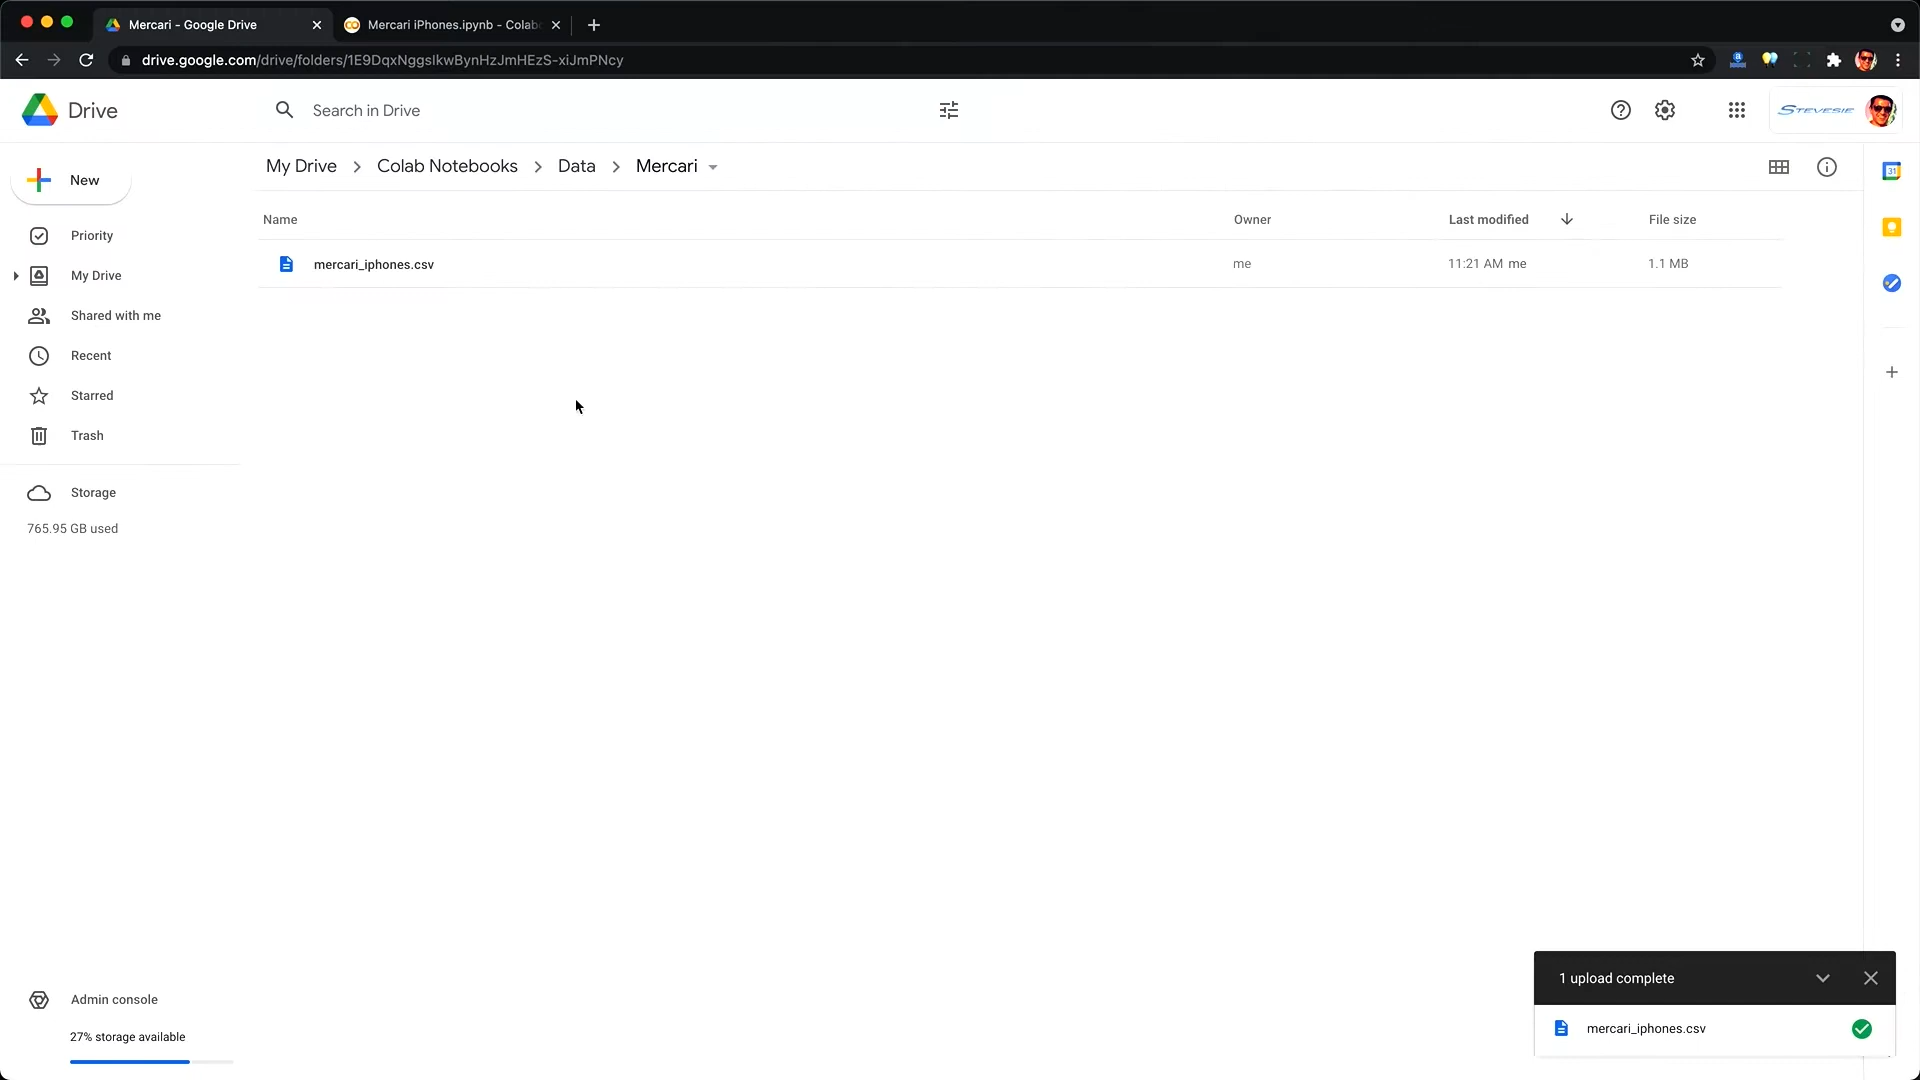 Mercari - Google Drive
Mercari iPhones.ipynb - Colab
drive.google.com/drive/folders/1E9DqxNggsIkwBynHzJmHEzS-xiJmPNcy
Drive
Search in Drive
STEVESIE
New
My Drive
Colab Notebooks
Data
Mercari
31
Name
Owner
Last modified
File size
Priority
mercari_iphones.csv
me
11:21 AM me
1.1 MB
My Drive
Shared with me
Recent
Starred
Trash
Storage
765.95 GB used
Admin console
27% storage available
1 upload complete
mercari_iphones.csv